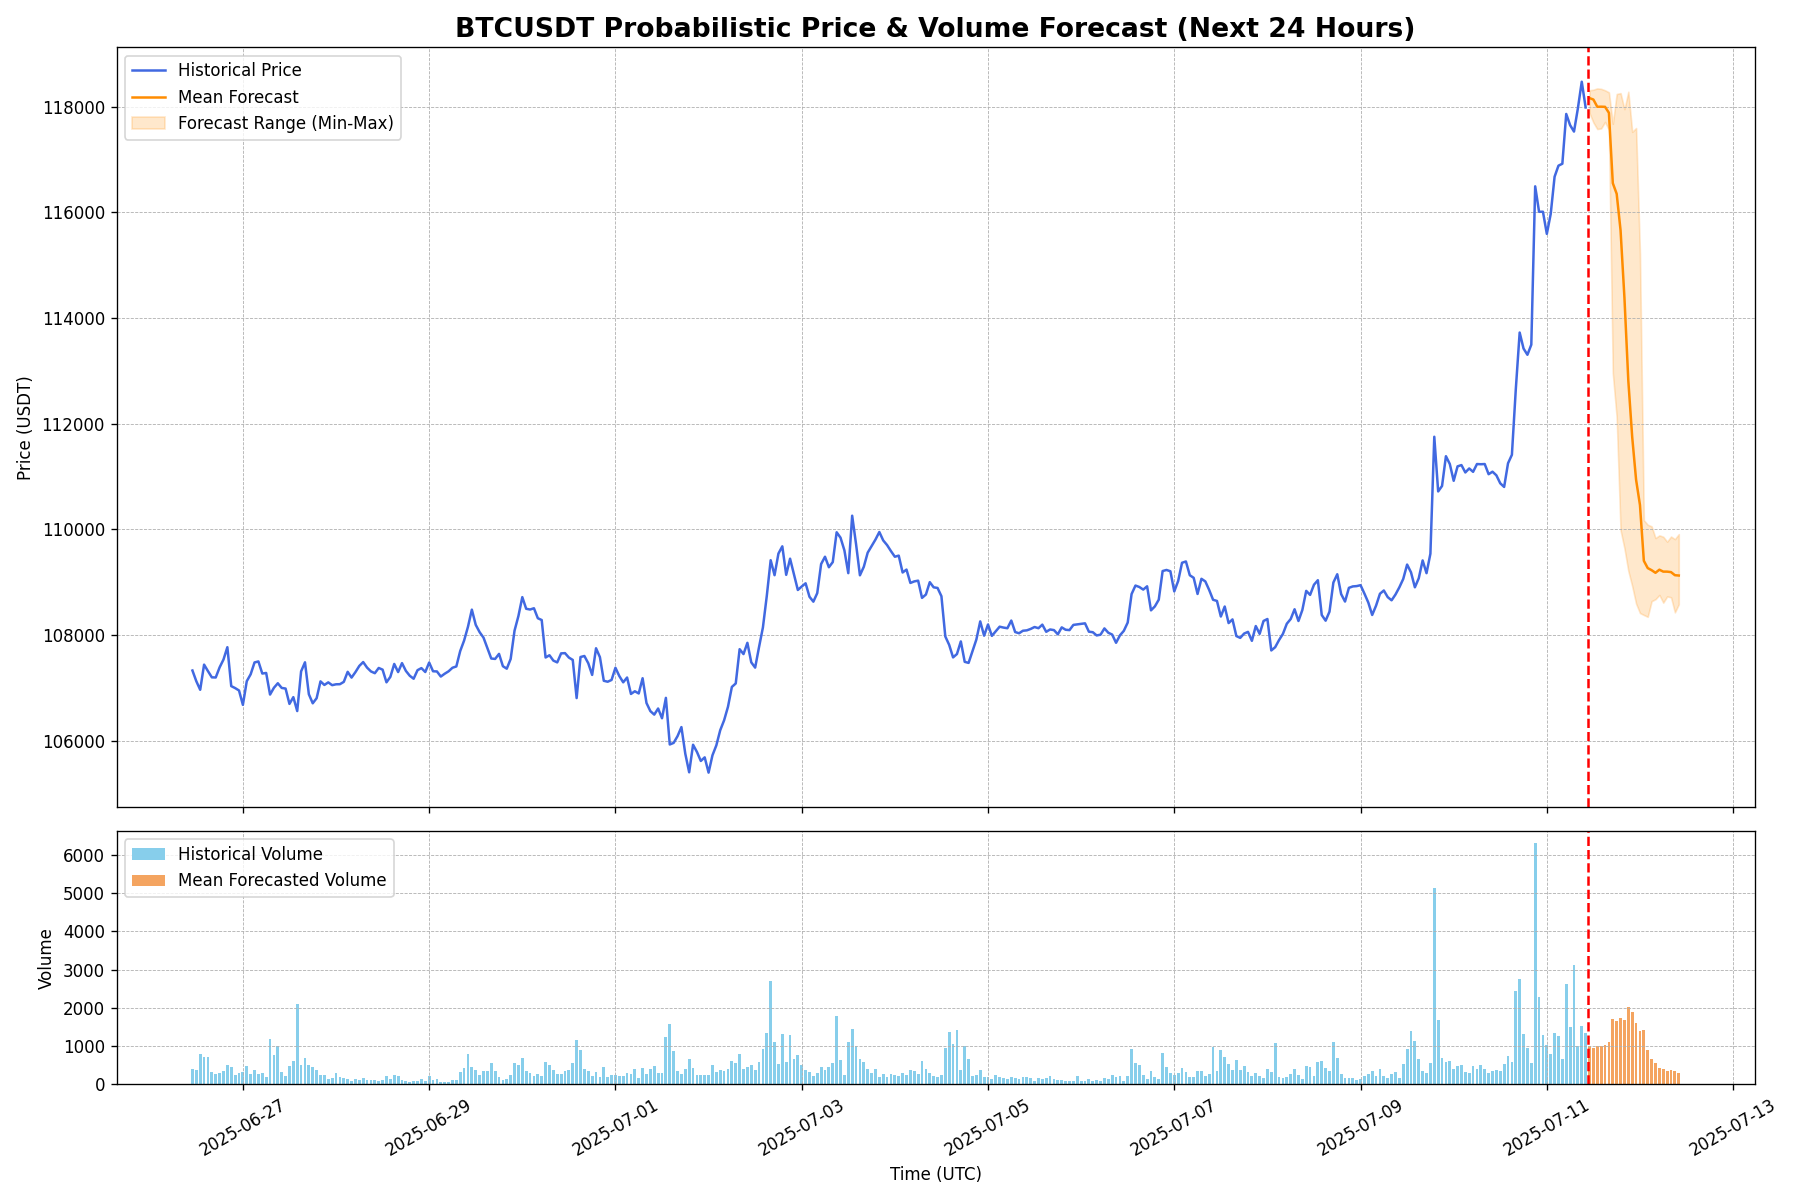 BTCUSDT Probabilistic Price & Volume Forecast (Next 24 Hours)
Historical Price
Mean Forecast
Forecast Range (Min-Max)
118000
116000
114000
112000
110000
108000
106000
Price (USDT)
Historical Volume
Mean Forecasted Volume
6000
5000
4000
3000
2000
1000
0
Volume
2025-06-27
2025-06-29
2025-07-01
2025-07-03
2025-07-05
2025-07-07
2025-07-09
2025-07-11
2025-07-13
Time (UTC)